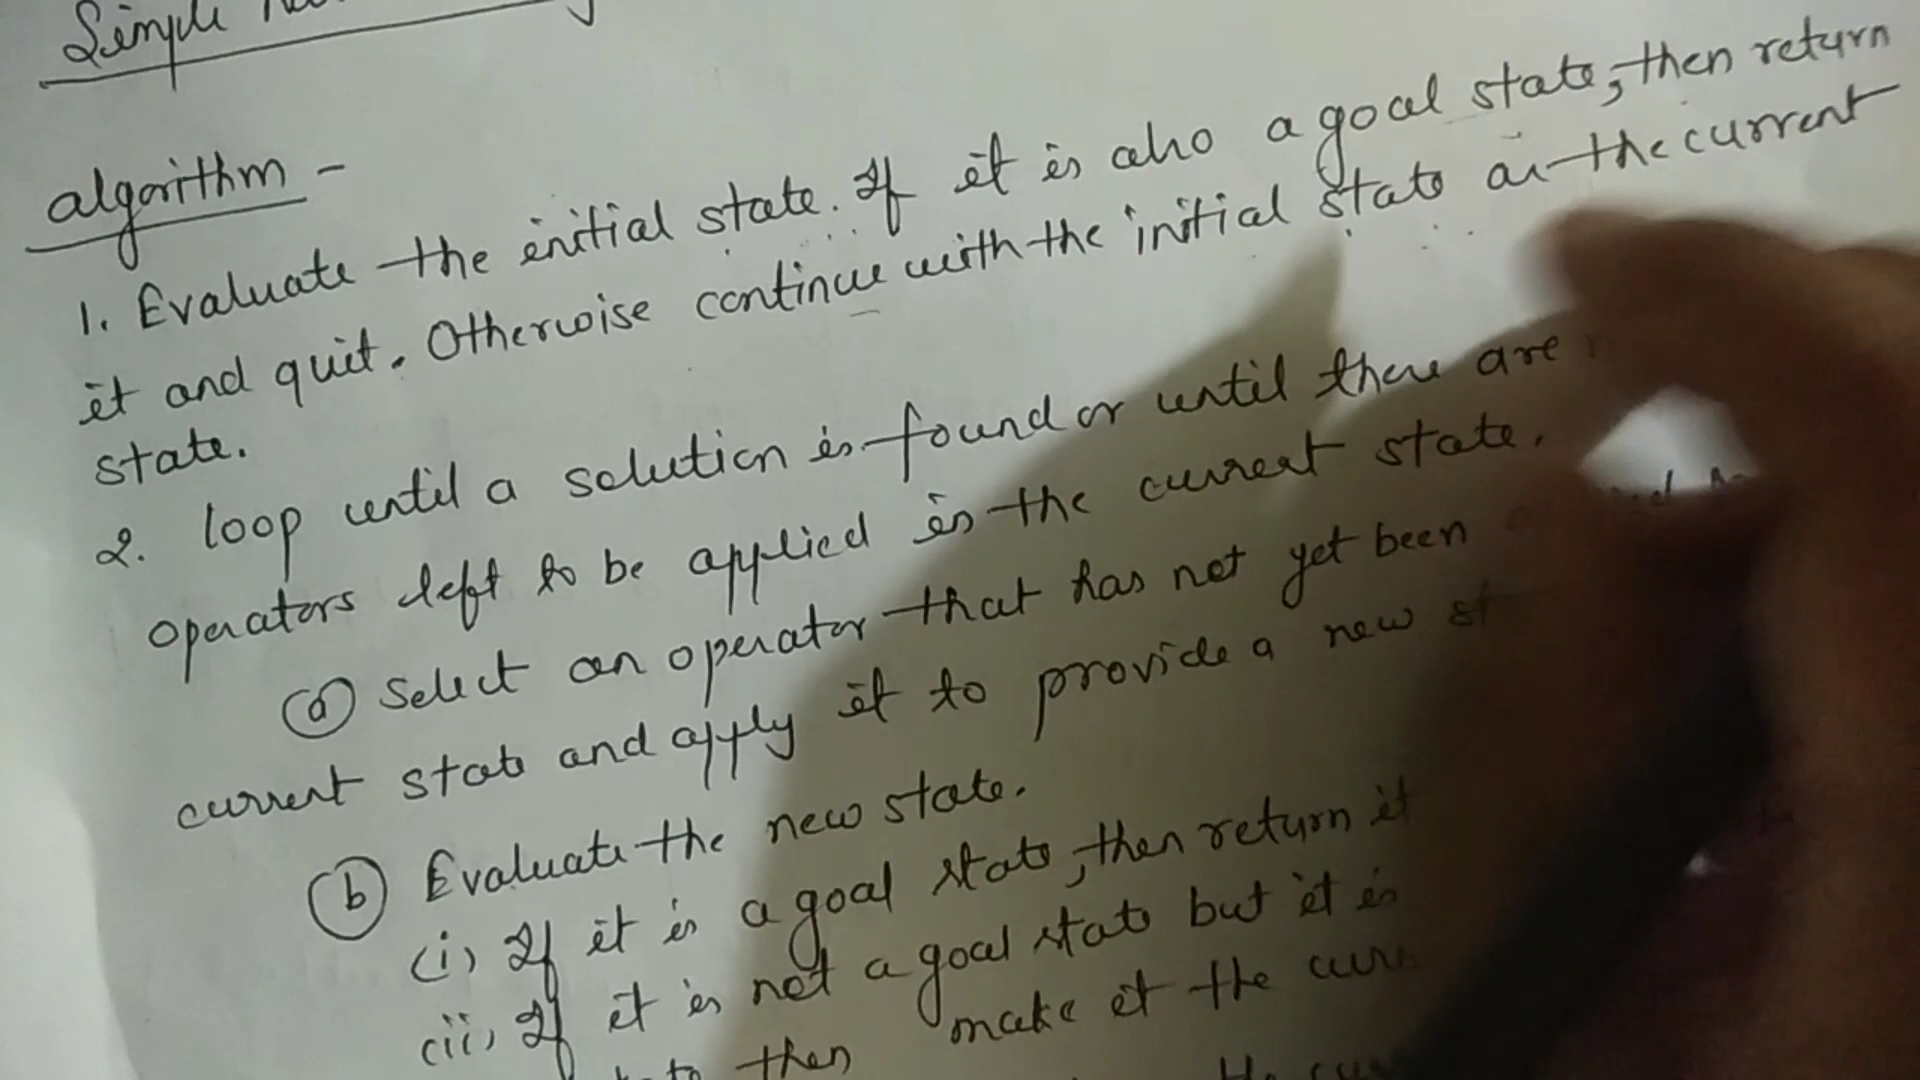 Simple
algorithm -
1. Evaluate the initial state. If it is also a goal state, then return
it and quit. Otherwise continue with the initial state as the current
state.
2. loop until a solution is found or until there are
operators left to be applied is the current state.
(a) Select an operator that has not yet been
current state and apply it to provide a new
(b) Evaluate the new state.
(i) If it is a goal state, then return it
(ii) If it is not a goal state but it is
then make it the